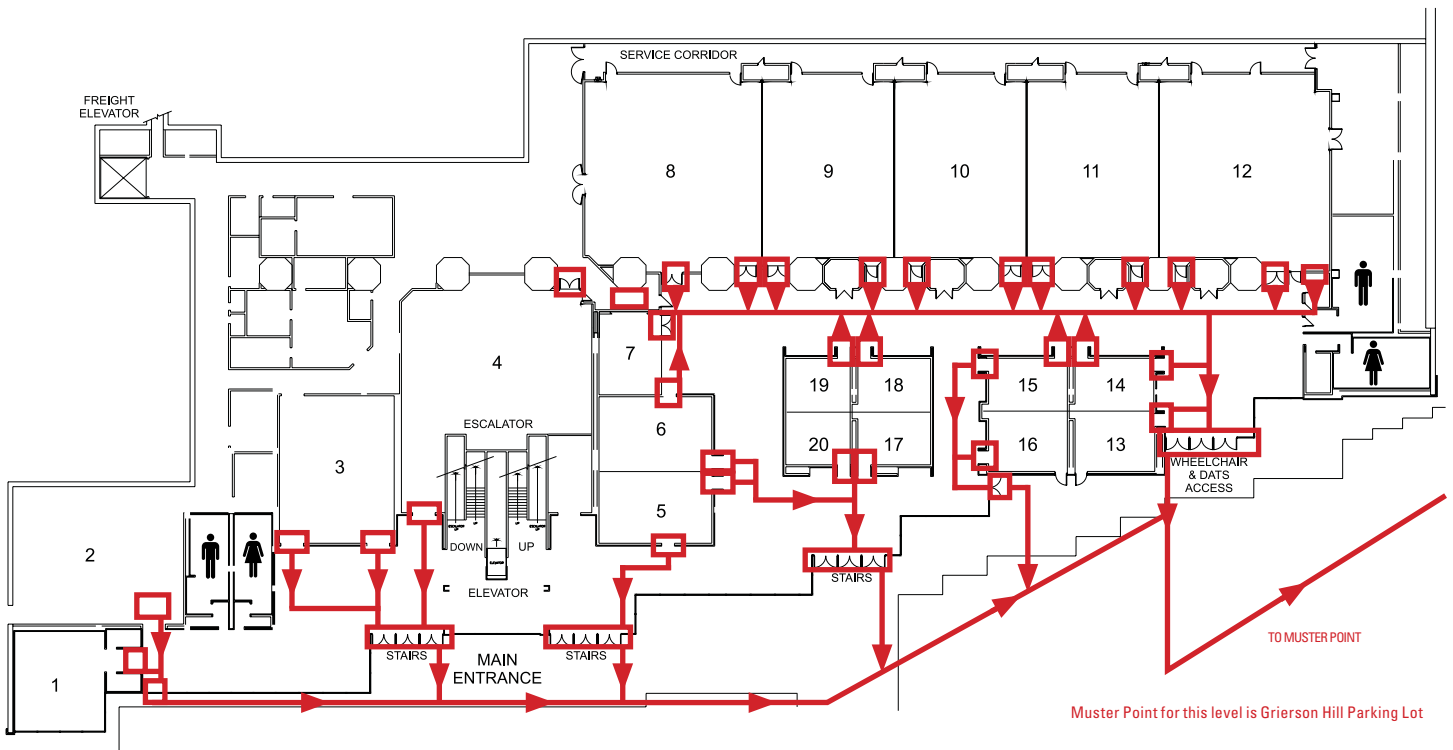 SERVICE CORRIDOR
FREIGHT
ELEVATOR
8
9
10
11
12
7
4
19
18
15
14
ESCALATOR
6
20
17
16
13
3
WHEELCHAIR
& DATS
ACCESS
5
2
DOWN
UP
ELEVATOR
STAIRS
ELEVATOR
STAIRS
STAIRS
MAIN
ENTRANCE
TO MUSTER POINT
1
Muster Point for this level is Grierson Hill Parking Lot